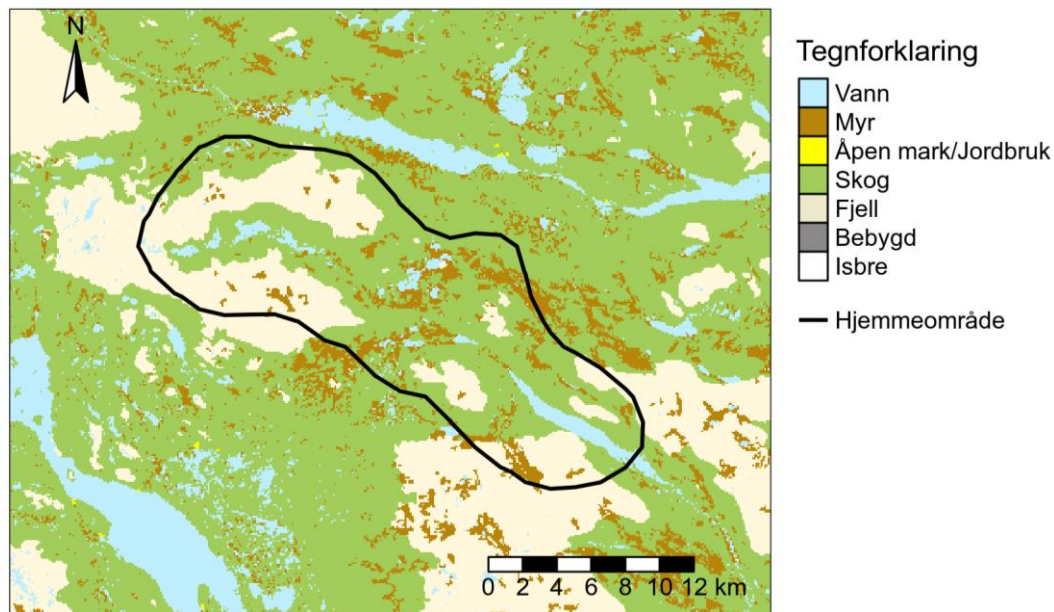 N
Tegnforklaring
Vann
Myr
Åpen mark/Jordbruk
Skog
Fjell
Bebygd
Isbre
Hjemmeområde
0 2 4 6 8 10 12 km